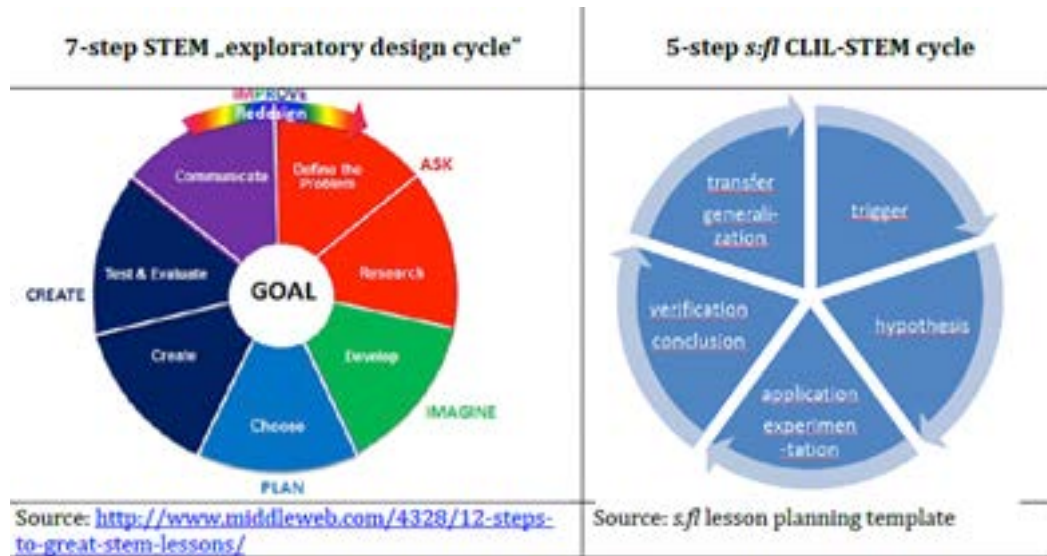 7-step STEM „exploratory design cycle“
5-step s:fl CLIL-STEM cycle
IMPROVE
Redesign
Communicate
Define the
Problem
ASK
Test & Evaluate
GOAL
Research
CREATE
Create
Develop
Choose
IMAGINE
PLAN
transfer
generali-
zation
trigger
verification
conclusion
hypothesis
application
experimen
-tation
Source: http://www.middleweb.com/4328/12-steps-
to-great-stem-lessons/
Source: s:fl lesson planning template